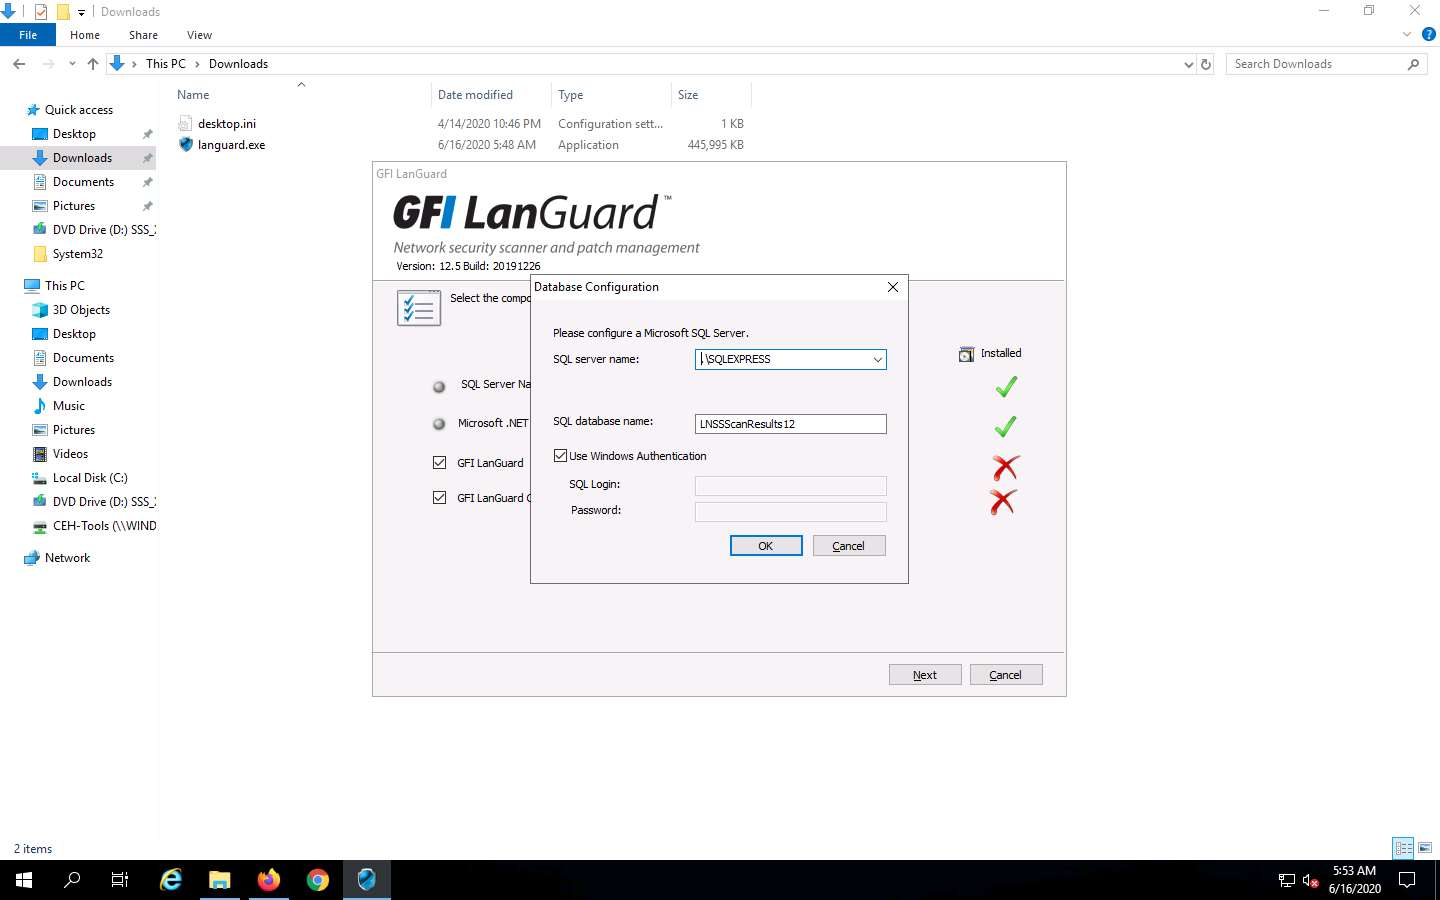 Downloads
File Home Share View
This PC Downloads Search Downloads
Name Date modified Type Size
desktop.ini 4/14/2020 10:46 PM Configuration sett... 1 KB
languard.exe 6/16/2020 5:48 AM Application 445,995 KB
Quick access
Desktop
Downloads
Documents
Pictures
DVD Drive (D:) SSS_
System32
This PC
3D Objects
Desktop
Documents
Downloads
Music
Pictures
Videos
Local Disk (C:)
DVD Drive (D:) SSS_
CEH-Tools (\\WIND
Network
GFI LanGuard
GFI LanGuard ™
Network security scanner and patch management
Version: 12.5 Build: 20191226
Select the compo
Installed
SQL Server Na
Microsoft .NET
GFI LanGuard
GFI LanGuard C
Database Configuration
Please configure a Microsoft SQL Server.
SQL server name: .\SQLEXPRESS
SQL database name: LNSSScanResults12
Use Windows Authentication
SQL Login:
Password:
OK Cancel
Next Cancel
2 items
5:53 AM
6/16/2020